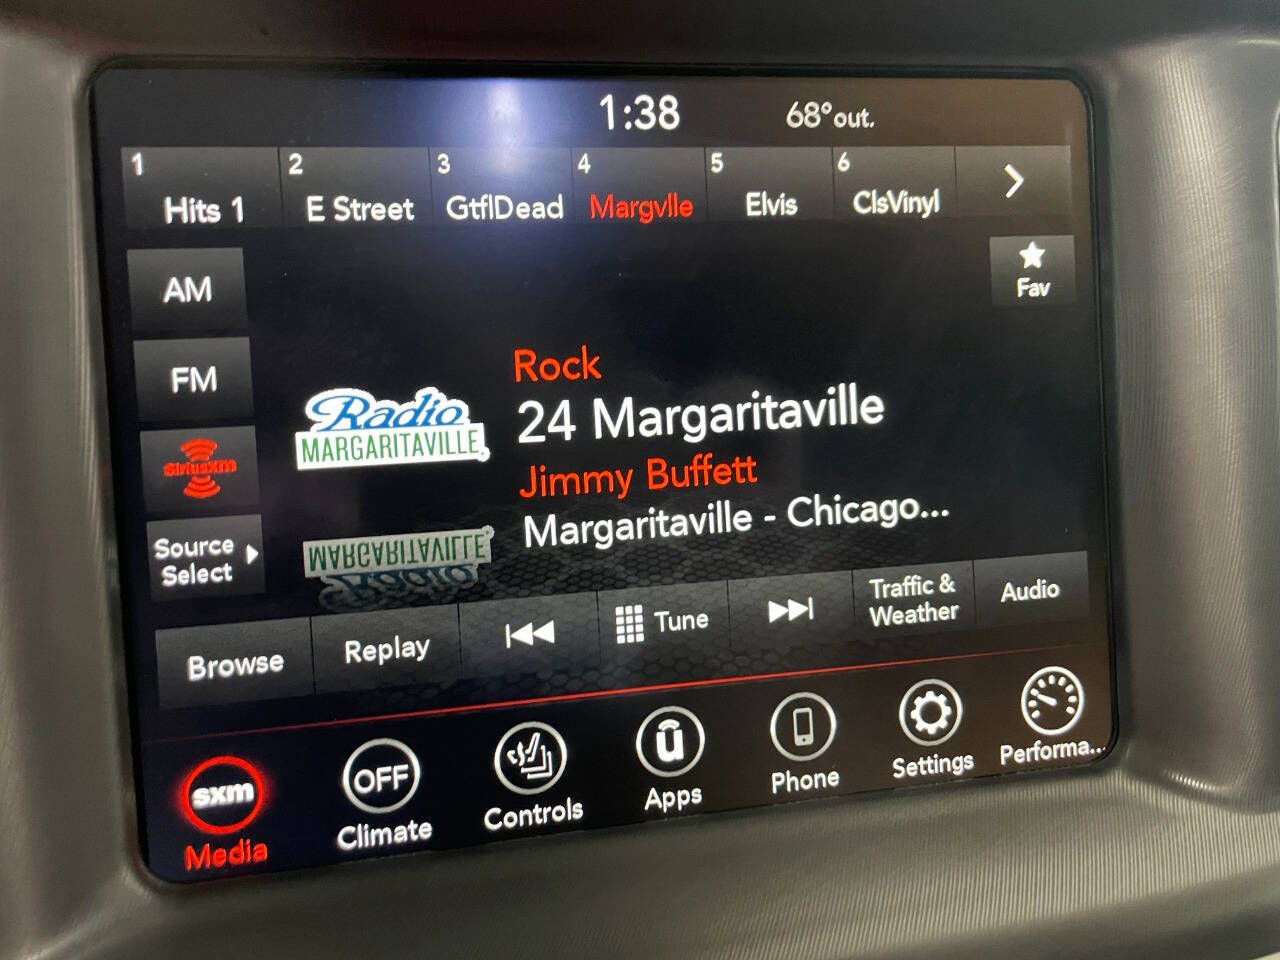 1:38
68°out.
1
Hits 1
2
E Street
3
GtflDead
4
Margvlle
5
Elvis
6
ClsVinyl
AM
FM
SiriusXm
Source
Select
Fav
Radio
MARGARITAVILLE
Rock
24 Margaritaville
Jimmy Buffett
Margaritaville - Chicago...
MARGARITAVILLE
Radio
Browse
Replay
Tune
Traffic &
Weather
Audio
sxm
Media
OFF
Climate
Controls
ū
Apps
Phone
Settings
Performa...